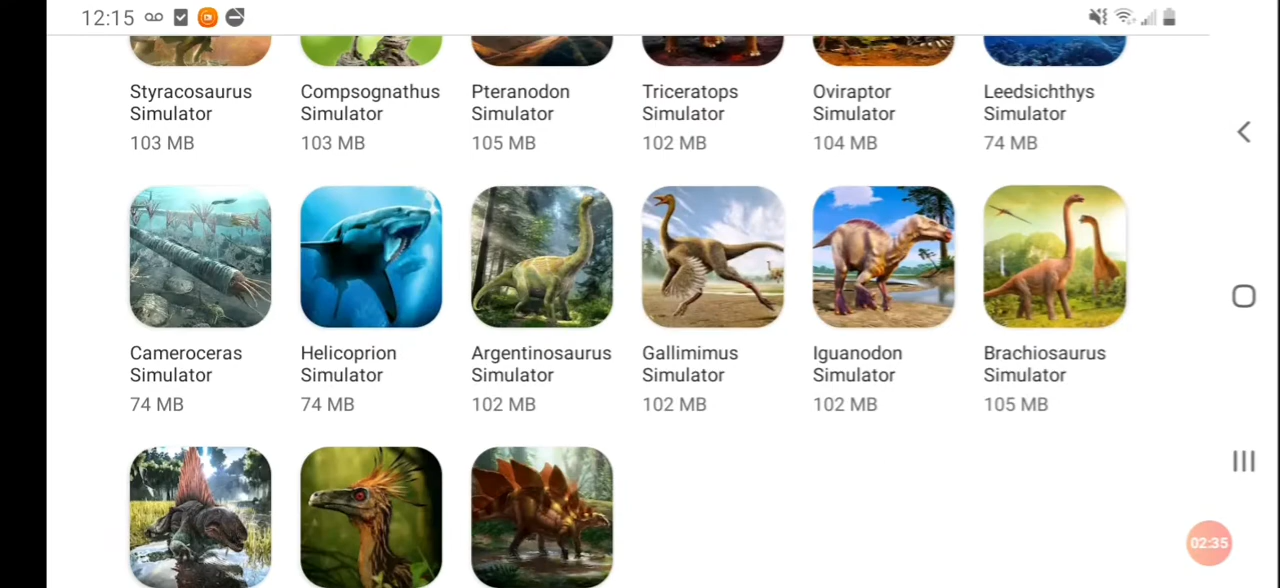 12:15
Styracosaurus Simulator
103 MB
Compsognathus Simulator
103 MB
Pteranodon Simulator
105 MB
Triceratops Simulator
102 MB
Oviraptor Simulator
104 MB
Leedsichthys Simulator
74 MB
Cameroceras Simulator
74 MB
Helicoprion Simulator
74 MB
Argentinosaurus Simulator
102 MB
Gallimimus Simulator
102 MB
Iguanodon Simulator
102 MB
Brachiosaurus Simulator
105 MB
02:35